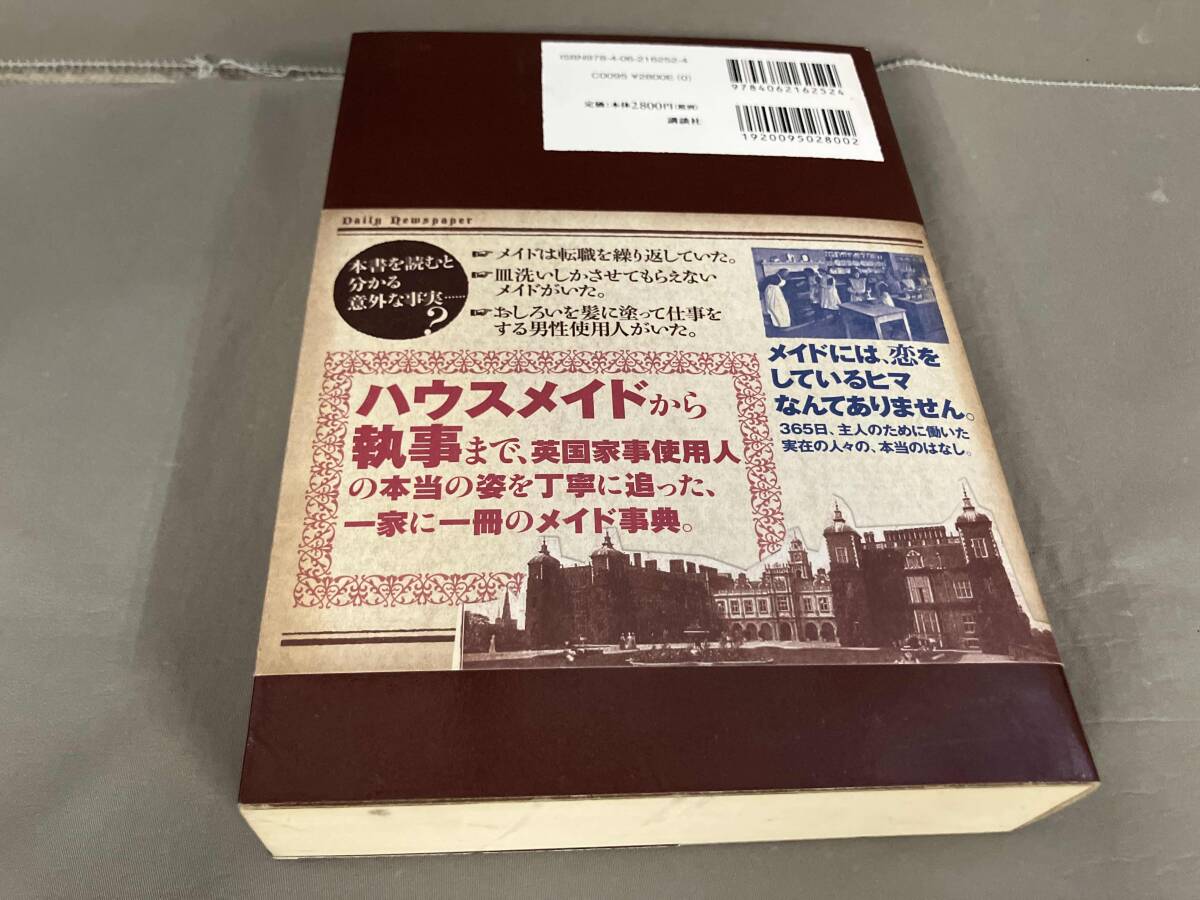 ISBN978-4-06-216252-4
C0095 ¥2800E (0)
定価:本体2800円(税別)
講談社
9784062162524
1920095028002
Daily Newspaper
本書を読むと
分かる
意外な事実……
?
☞メイドは転職を繰り返していた。
☞皿洗いしかさせてもらえない
メイドがいた。
☞おしろいを髪に塗って仕事を
する男性使用人がいた。
メイドには、恋を
しているヒマ
なんてありません。
365日、主人のために働いた
実在の人々の、本当のはなし。
ハウスメイドから
執事まで、英国家事使用人
の本当の姿を丁寧に追った、
一家に一冊のメイド事典。